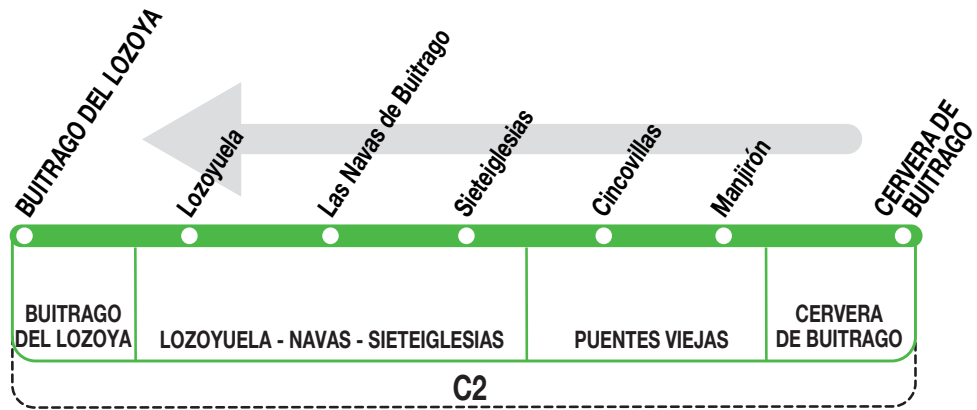 BUITRAGO DEL LOZOYA
Lozoyuela
Las Navas de Buitrago
Sieteiglesias
Cincovillas
Manjirón
CERVERA DE
BUITRAGO
BUITRAGO
DEL LOZOYA
LOZOYUELA - NAVAS - SIETEIGLESIAS
PUENTES VIEJAS
CERVERA
DE BUITRAGO
C2